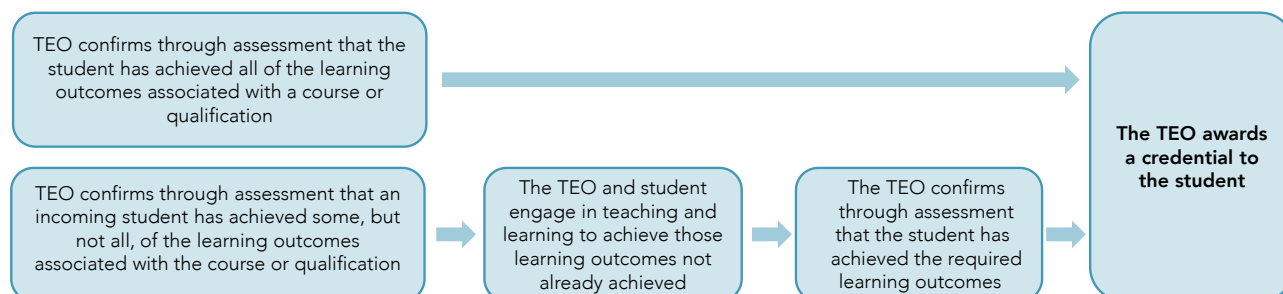 TEO confirms through assessment that the
student has achieved all of the learning
outcomes associated with a course or
qualification
TEO confirms through assessment that an
incoming student has achieved some, but
not all, of the learning outcomes
associated with the course or qualification
The TEO and student
engage in teaching and
learning to achieve those
learning outcomes not
already achieved
The TEO confirms
through assessment
that the student has
achieved the required
learning outcomes
The TEO awards
a credential to
the student